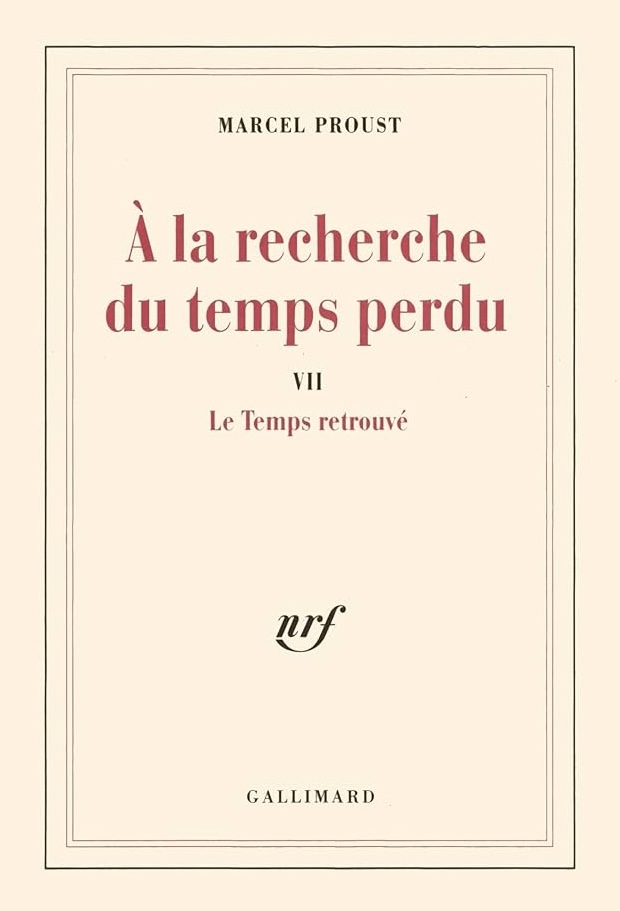 MARCEL PROUST
À la recherche
du temps perdu
VII
Le Temps retrouvé
nrf
GALLIMARD